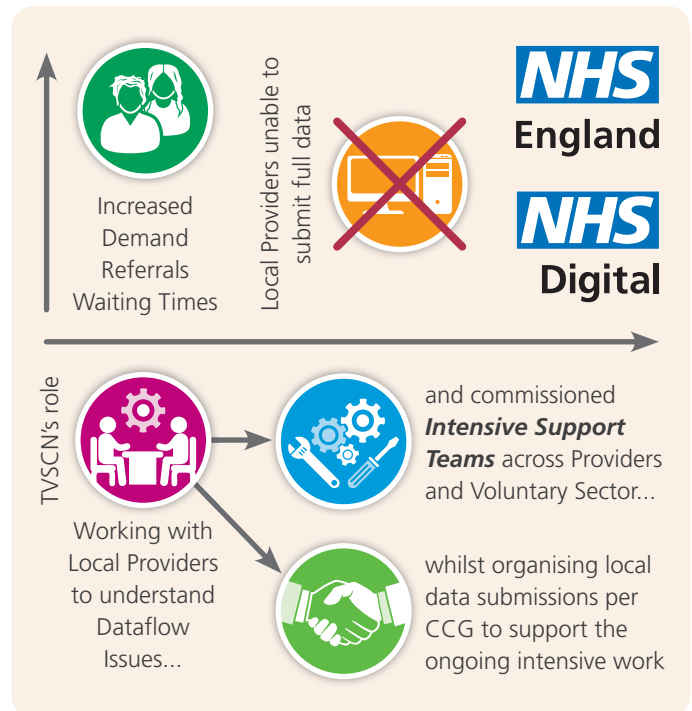 Increased
Demand
Referrals
Waiting Times
Local Providers unable to
submit full data
NHS
England
NHS
Digital
TVSCN's role
Working with
Local Providers
to understand
Dataflow
Issues...
and commissioned
Intensive Support
Teams across Providers
and Voluntary Sector...
whilst organising local
data submissions per
CCG to support the
ongoing intensive work